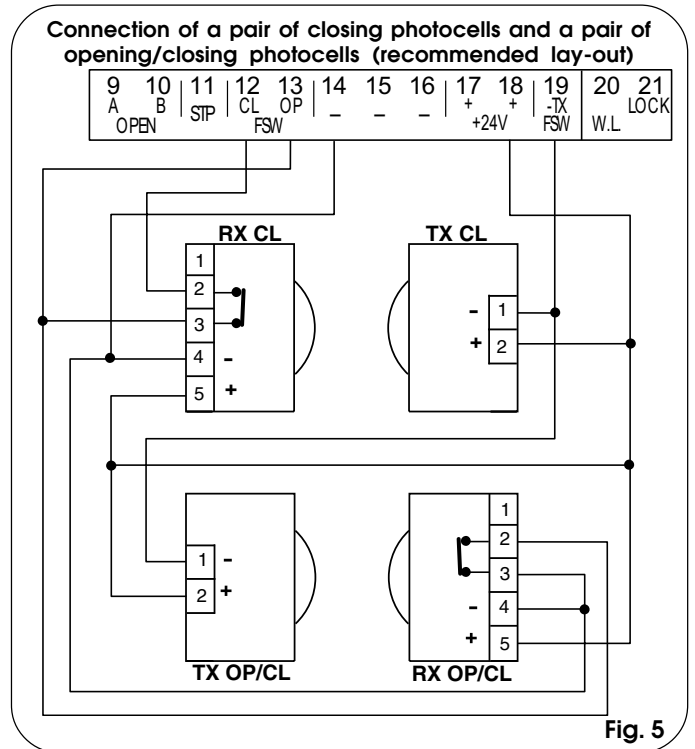 Connection of a pair of closing photocells and a pair of
opening/closing photocells (recommended lay-out)
9 10 11 12 13 14 15 16 17 18 19 20 21
A B STP CL OP - - - + + -TX W.L. LOCK
OPEN FSW +24V FSW
RX CL TX CL
1
2
3
4 -
5 +
- 1
+ 2
1 -
2 +
1
2
3
- 4
+ 5
TX OP/CL RX OP/CL
Fig. 5